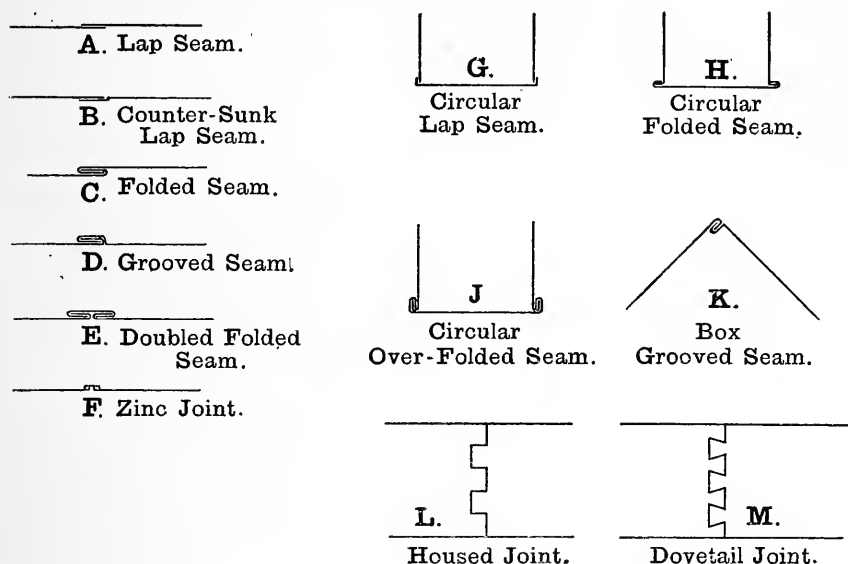 A. Lap Seam.
B. Counter-Sunk
Lap Seam.
C. Folded Seam.
D. Grooved Seam.
E. Doubled Folded
Seam.
F. Zinc Joint.
G.
Circular
Lap Seam.
H.
Circular
Folded Seam.
J
Circular
Over-Folded Seam.
K.
Box
Grooved Seam.
L.
Housed Joint.
M.
Dovetail Joint.